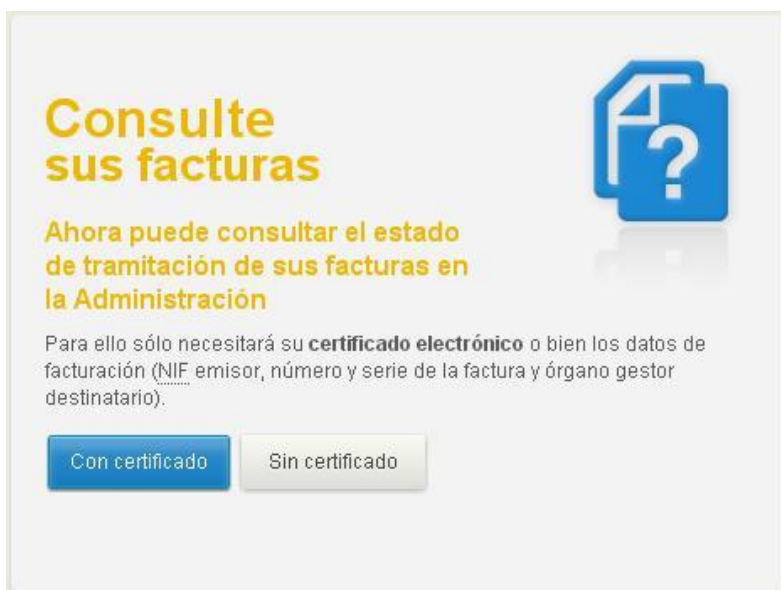 Consulte
sus facturas
Ahora puede consultar el estado
de tramitación de sus facturas en
la Administración
Para ello sólo necesitará su certificado electrónico o bien los datos de
facturación (NIF emisor, número y serie de la factura y órgano gestor
destinatario).
Con certificado
Sin certificado